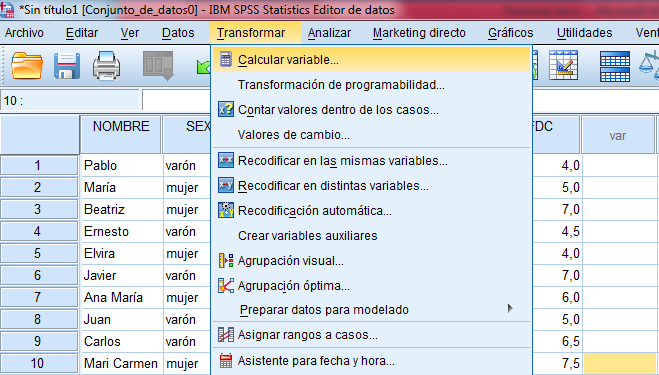 *Sin título1 [Conjunto_de_datos0] - IBM SPSS Statistics Editor de datos
Archivo Editar Ver Datos Transformar Analizar Marketing directo Gráficos Utilidades Vent
Calcular variable...
Transformación de programabilidad...
Contar valores dentro de los casos...
Valores de cambio...
Recodificar en las mismas variables...
Recodificar en distintas variables...
Recodificación automática...
Crear variables auxiliares
Agrupación visual...
Agrupación óptima...
Preparar datos para modelado
Asignar rangos a casos...
Asistente para fecha y hora...
10 :
NOMBRE SEX FDC var
1 Pablo varón 4,0
2 María mujer 5,0
3 Beatriz mujer 7,0
4 Ernesto varón 4,5
5 Elvira mujer 4,0
6 Javier varón 7,0
7 Ana María mujer 6,0
8 Juan varón 5,0
9 Carlos varón 6,5
10 Mari Carmen mujer 7,5